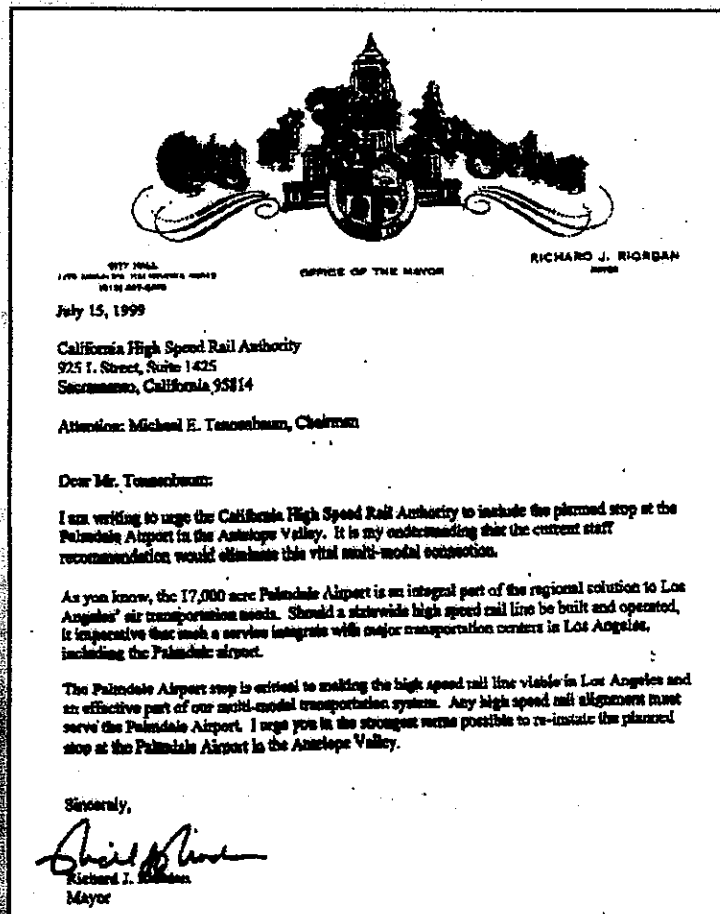 CITY HALL
OFFICE OF THE MAYOR
RICHARD J. RIORDAN
MAYOR
July 15, 1999
California High Speed Rail Authority
925 L Street, Suite 1425
Sacramento, California 95814
Attention: Michael E. Tennenbaum, Chairman
Dear Mr. Tennenbaum:
I am writing to urge the California High Speed Rail Authority to include the planned stop at the
Palmdale Airport in the Antelope Valley. It is my understanding that the current staff
recommendation would eliminate this vital multi-modal connection.
As you know, the 17,000 acre Palmdale Airport is an integral part of the regional solution to Los
Angeles' air transportation needs. Should a statewide high speed rail line be built and operated,
it is imperative that such a service integrate with major transportation centers in Los Angeles,
including the Palmdale airport.
The Palmdale Airport stop is critical to making the high speed rail line viable in Los Angeles and
an effective part of our multi-modal transportation system. Any high speed rail alignment must
serve the Palmdale Airport. I urge you in the strongest terms possible to re-instate the planned
stop at the Palmdale Airport in the Antelope Valley.
Sincerely,
Richard J. Riordan
Mayor